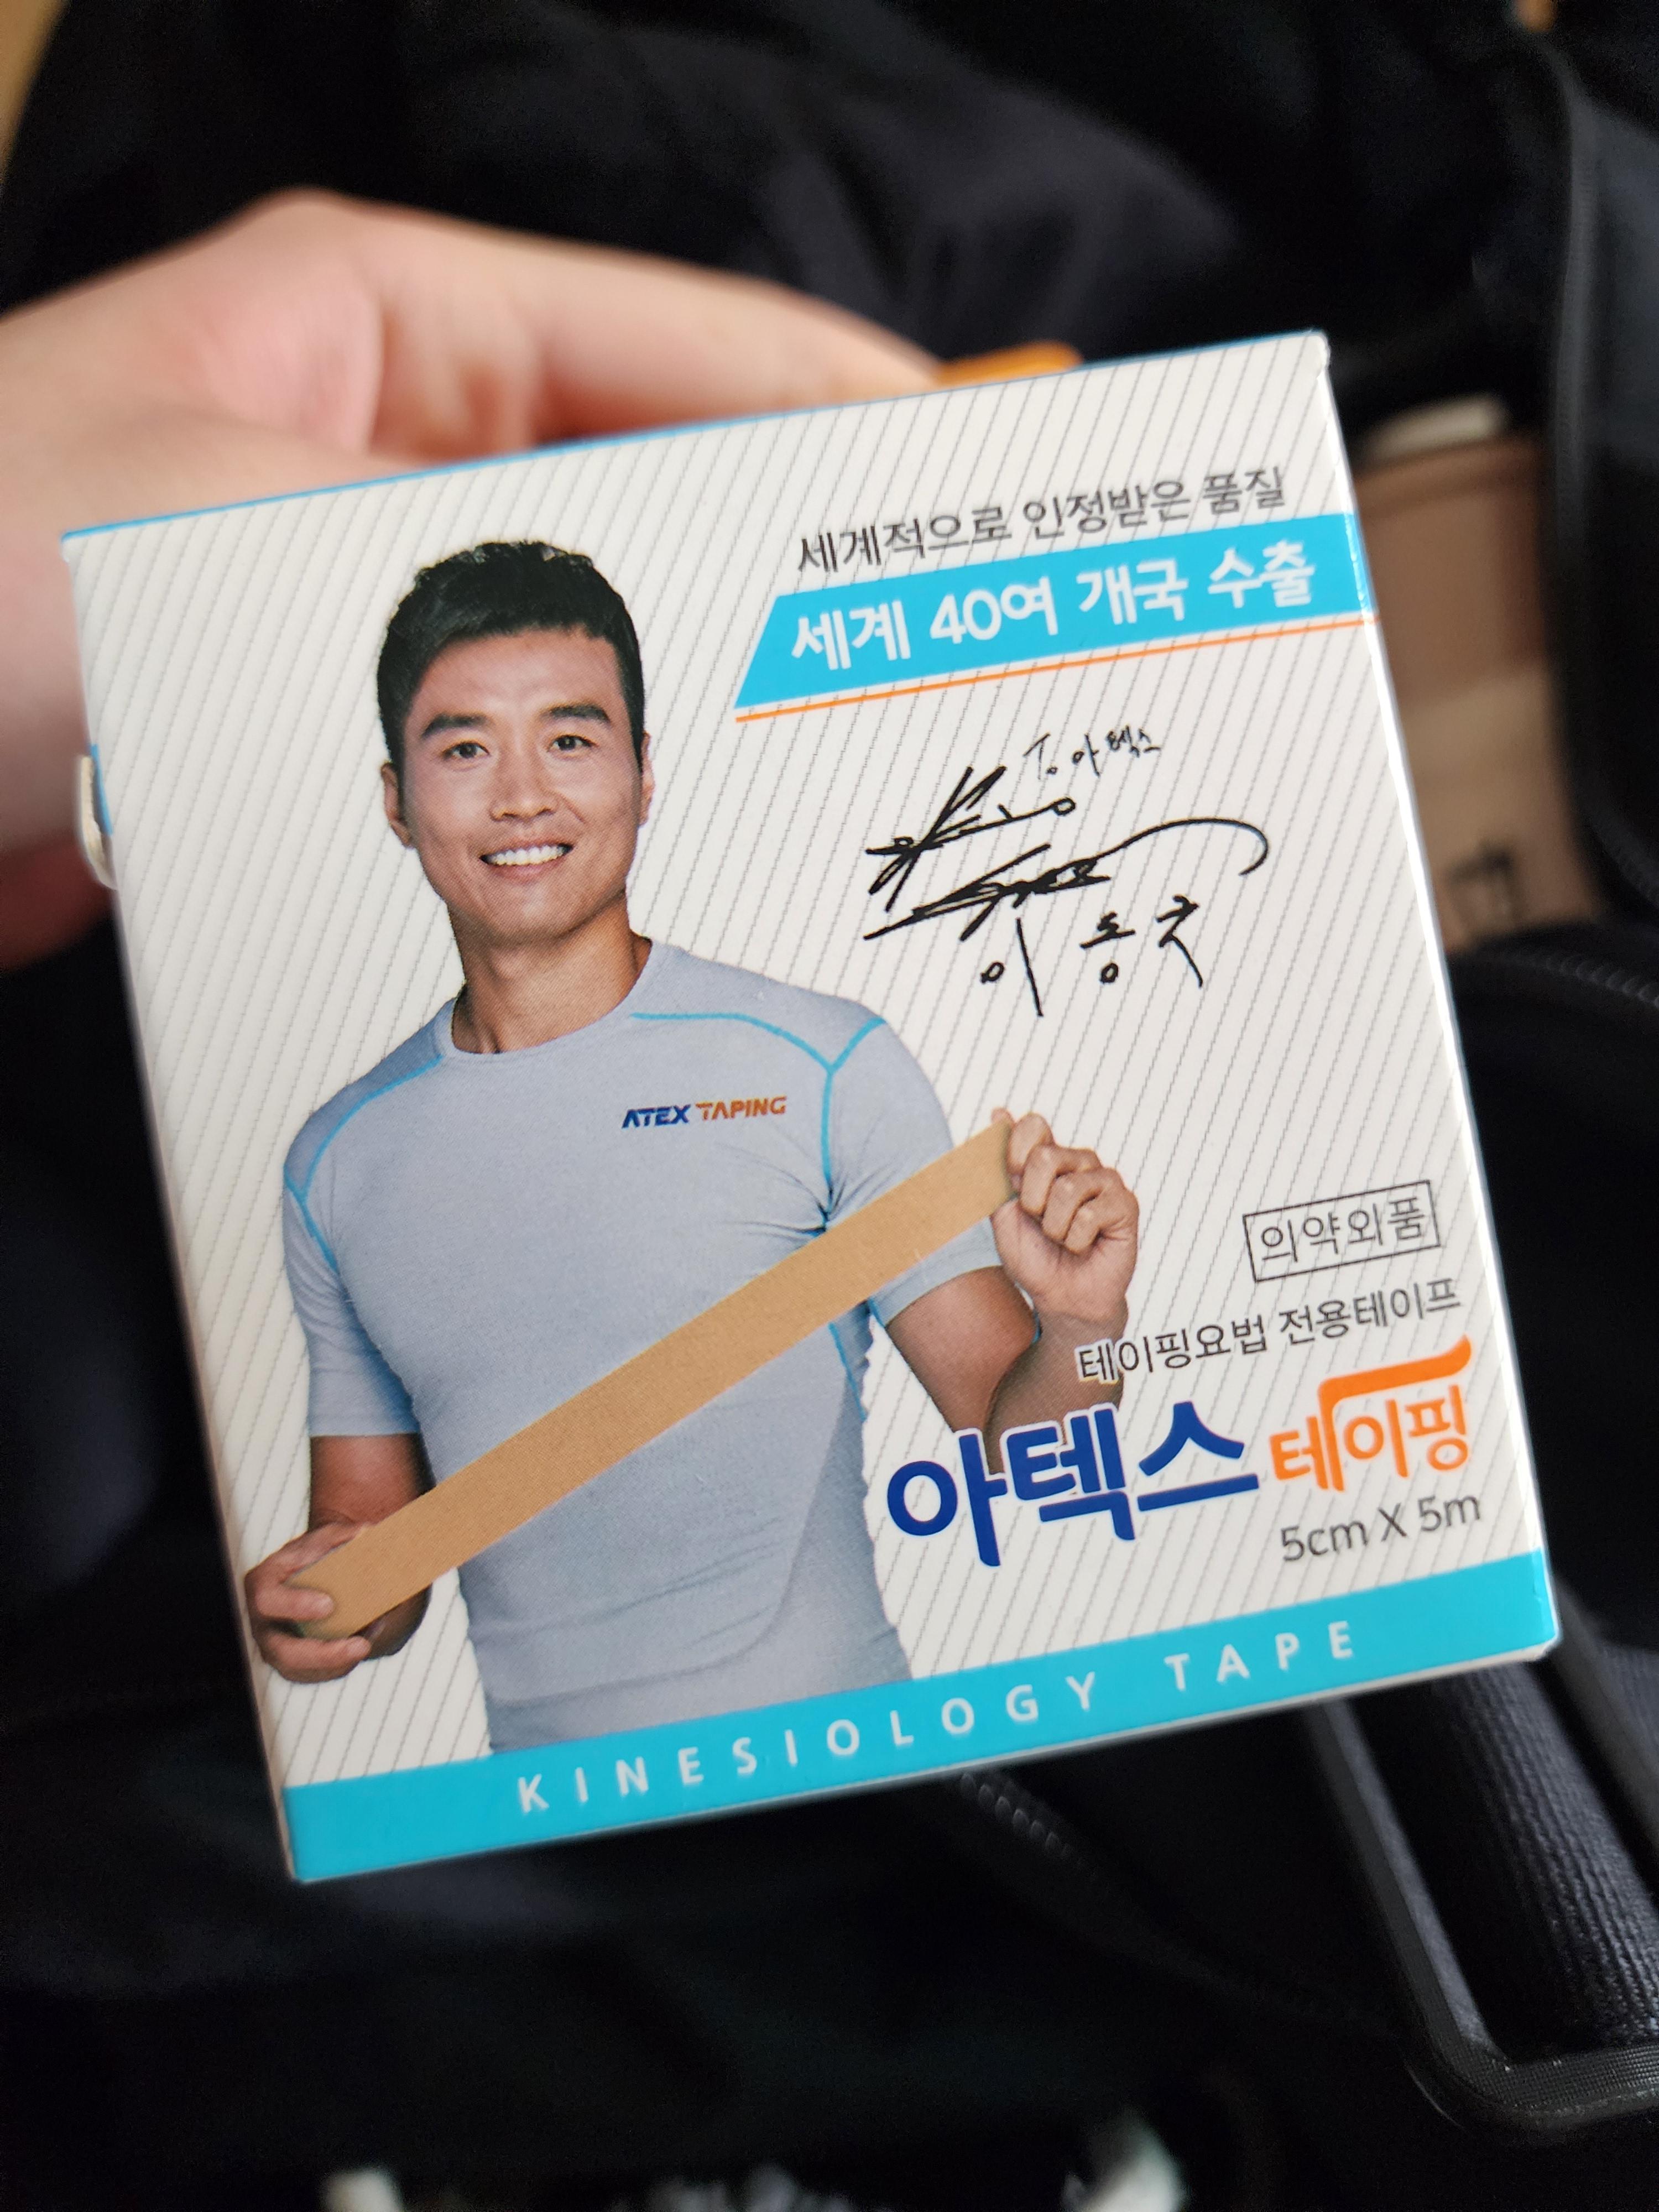 세계적으로 인정받은 품질
세계 40여 개국 수출
To. 아텍스
이동국
ATEX TAPING
의약외품
테이핑요법 전용테이프
아텍스 테이핑
5cm X 5m
KINESIOLOGY TAPE